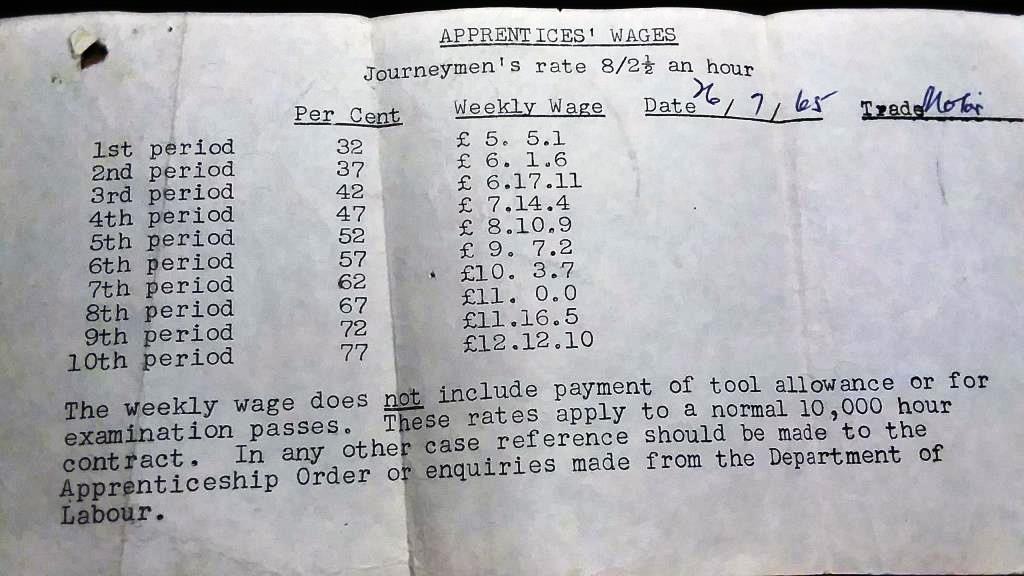 APPRENTICES' WAGES
Journeymen's rate 8/2½ an hour
Per Cent Weekly Wage Date 26/7/65 Trade Motor
1st period 32 £ 5. 5.1
2nd period 37 £ 6. 1.6
3rd period 42 £ 6.17.11
4th period 47 £ 7.14.4
5th period 52 £ 8.10.9
6th period 57 £ 9. 7.2
7th period 62 £10. 3.7
8th period 67 £11. 0.0
9th period 72 £11.16.5
10th period 77 £12.12.10
The weekly wage does not include payment of tool allowance or for
examination passes. These rates apply to a normal 10,000 hour
contract. In any other case reference should be made to the
Apprenticeship Order or enquiries made from the Department of
Labour.